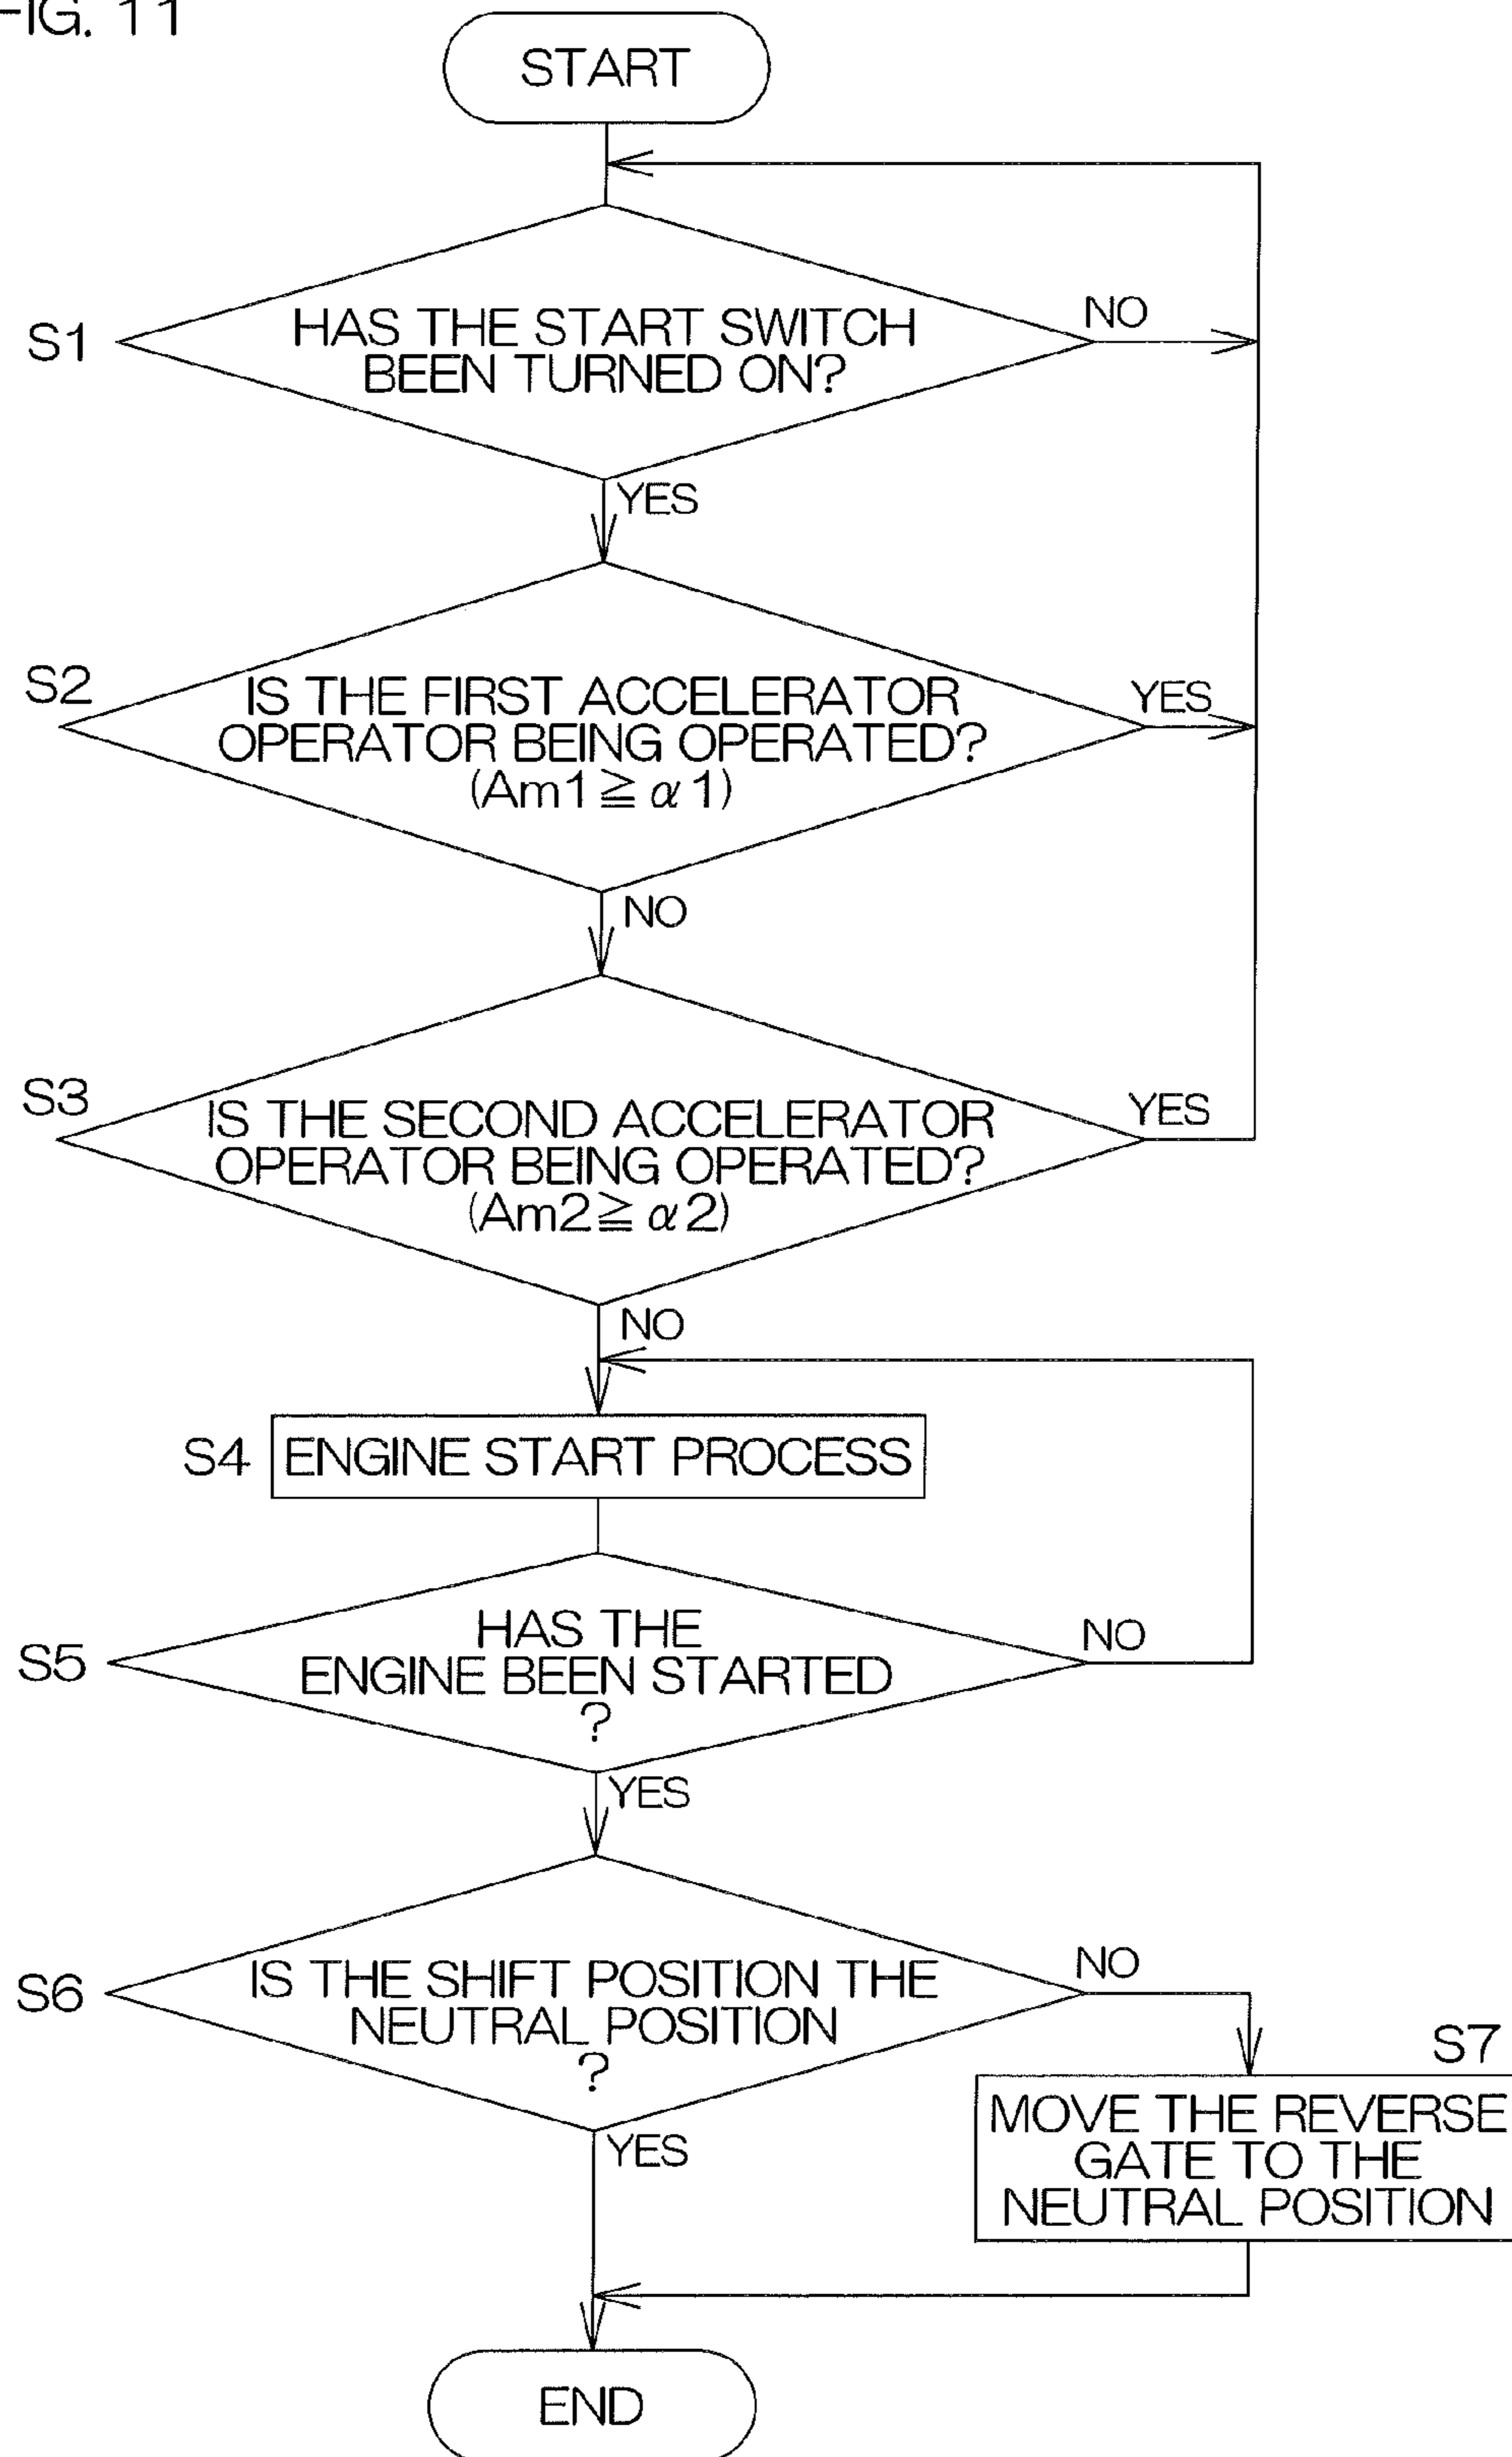 FIG. 11
START
S1
HAS THE START SWITCH
BEEN TURNED ON?
NO
YES
S2
IS THE FIRST ACCELERATOR
OPERATOR BEING OPERATED?
(Am1≧α1)
YES
NO
S3
IS THE SECOND ACCELERATOR
OPERATOR BEING OPERATED?
(Am2≧α2)
YES
NO
S4
ENGINE START PROCESS
S5
HAS THE
ENGINE BEEN STARTED
?
NO
YES
S6
IS THE SHIFT POSITION THE
NEUTRAL POSITION
?
NO
YES
S7
MOVE THE REVERSE
GATE TO THE
NEUTRAL POSITION
END